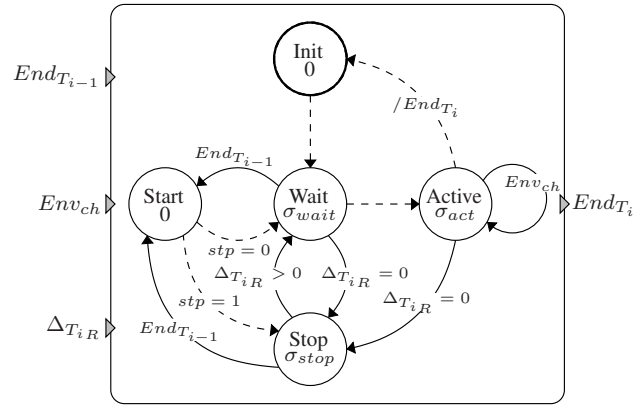 Init
0
End_{T_{i-1}}
/End_{T_i}
End_{T_{i-1}}
Env_{ch}
Start
0
Wait
σ_{wait}
Active
σ_{act}
Env_{ch}
End_{T_i}
stp = 0
Δ_{T_{iR}} > 0
Δ_{T_{iR}} = 0
stp = 1
Δ_{T_{iR}} = 0
Δ_{T_{iR}}
End_{T_{i-1}}
Stop
σ_{stop}